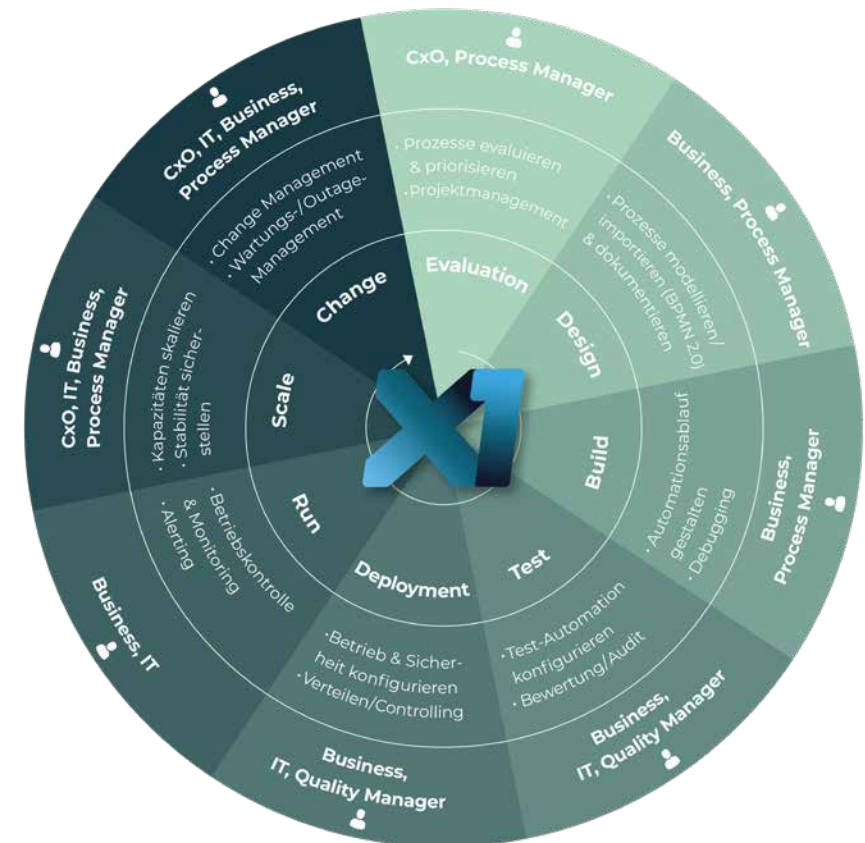 CxO, Process Manager
· Prozesse evaluieren
& priorisieren
· Projektmanagement
Evaluation
Business, Process Manager
· Prozesse modellieren/
importieren (BPMN 2.0)
& dokumentieren
Design
Business,
Process Manager
· Automationsablauf
gestalten
· Debugging
Build
Business,
IT, Quality Manager
· Test-Automation
konfigurieren
· Bewertung/Audit
Test
Business,
IT, Quality Manager
· Betrieb & Sicher-
heit konfigurieren
· Verteilen/Controlling
Deployment
Business, IT
· Betriebskontrolle
& Monitoring
· Alerting
Run
CxO, IT, Business,
Process Manager
· Kapazitäten skalieren
· Stabilität sicher-
stellen
Scale
CxO, IT, Business,
Process Manager
· Change Management
· Wartungs-/Outage-
Management
Change
X1